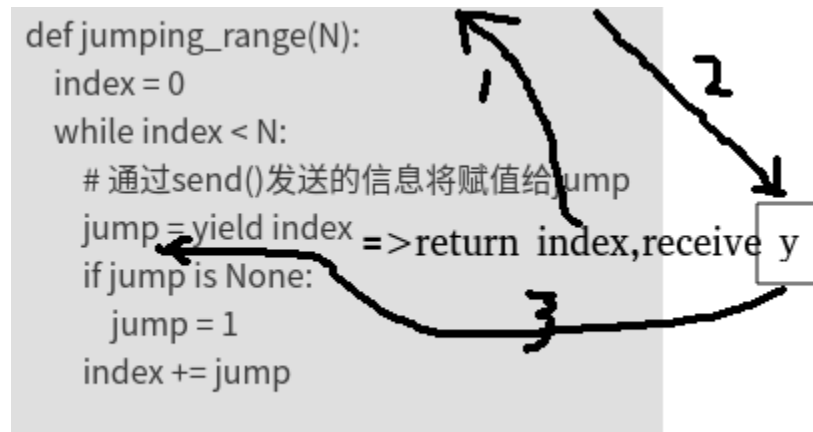 def jumping_range(N):
index = 0
while index < N:
# 通过send()发送的信息将赋值给jump
jump = yield index =>return index,receive y
if jump is None:
jump = 1
index += jump
1
2
3